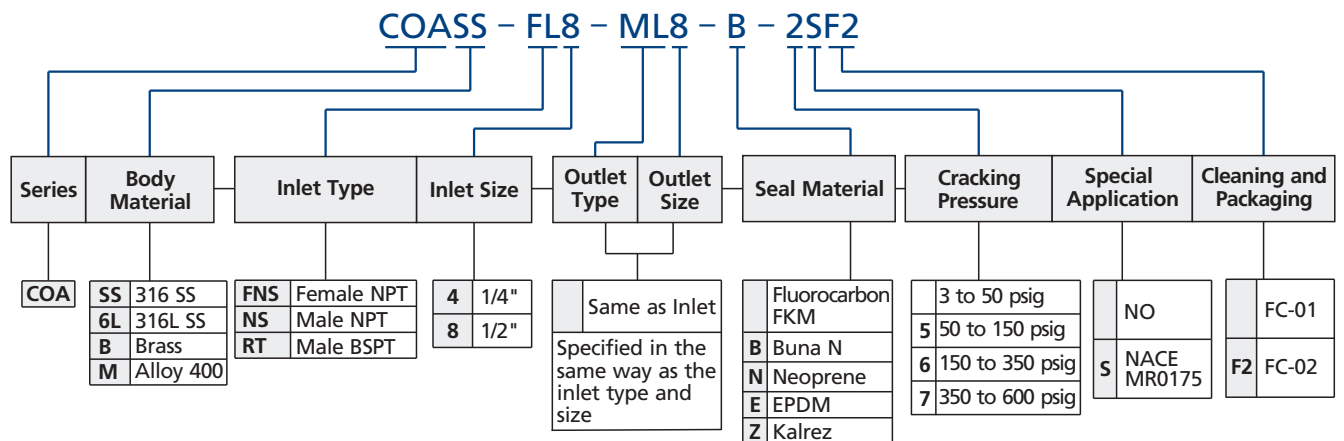 COASS – FL8 – ML8 – B – 2SF2
Series
Body Material
Inlet Type
Inlet Size
Outlet Type
Outlet Size
Seal Material
Cracking Pressure
Special Application
Cleaning and Packaging
COA
SS 316 SS
6L 316L SS
B Brass
M Alloy 400
FNS Female NPT
NS Male NPT
RT Male BSPT
4 1/4"
8 1/2"
Same as Inlet
Specified in the
same way as the
inlet type and
size
Fluorocarbon
FKM
B Buna N
N Neoprene
E EPDM
Z Kalrez
3 to 50 psig
5 50 to 150 psig
6 150 to 350 psig
7 350 to 600 psig
NO
S NACE
MR0175
FC-01
F2 FC-02